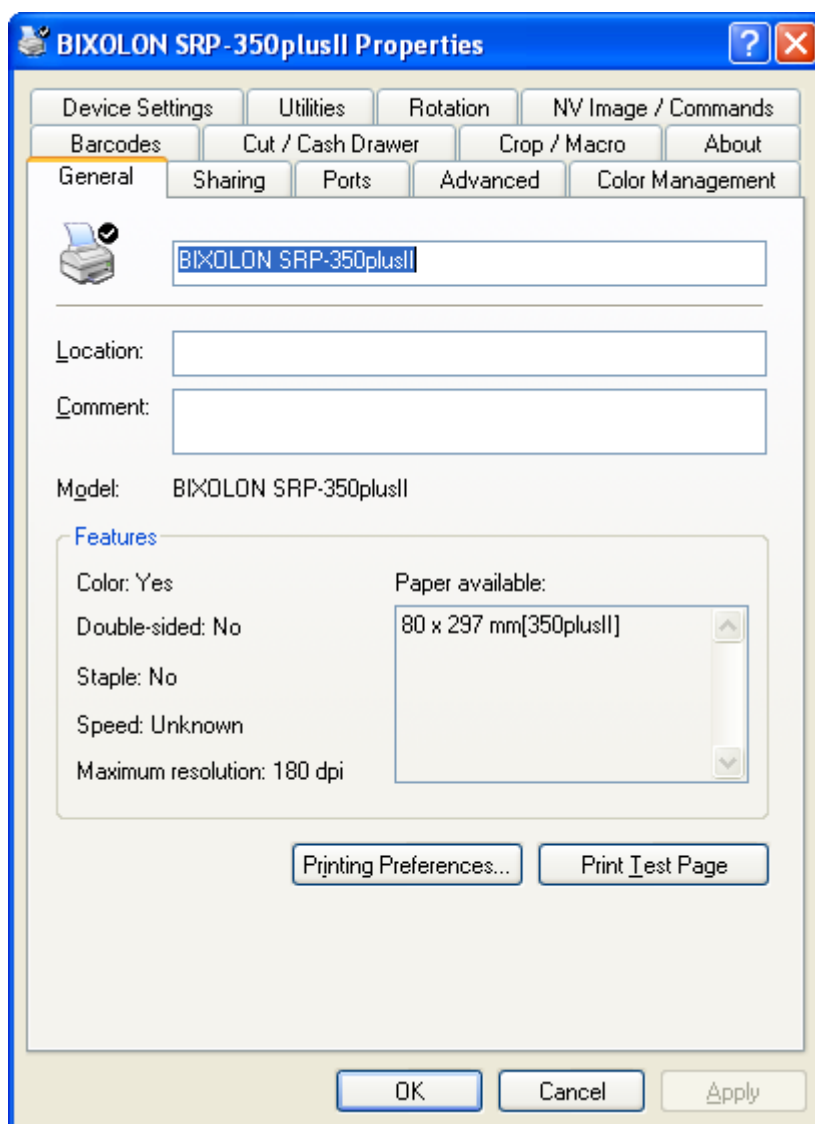 BIXOLON SRP-350plusII Properties
Device Settings Utilities Rotation NV Image / Commands
Barcodes Cut / Cash Drawer Crop / Macro About
General Sharing Ports Advanced Color Management
BIXOLON SRP-350plusII
Location:
Comment:
Model: BIXOLON SRP-350plusII
Features
Color: Yes Paper available:
Double-sided: No 80 x 297 mm[350plusII]
Staple: No
Speed: Unknown
Maximum resolution: 180 dpi
Printing Preferences... Print Test Page
OK Cancel Apply